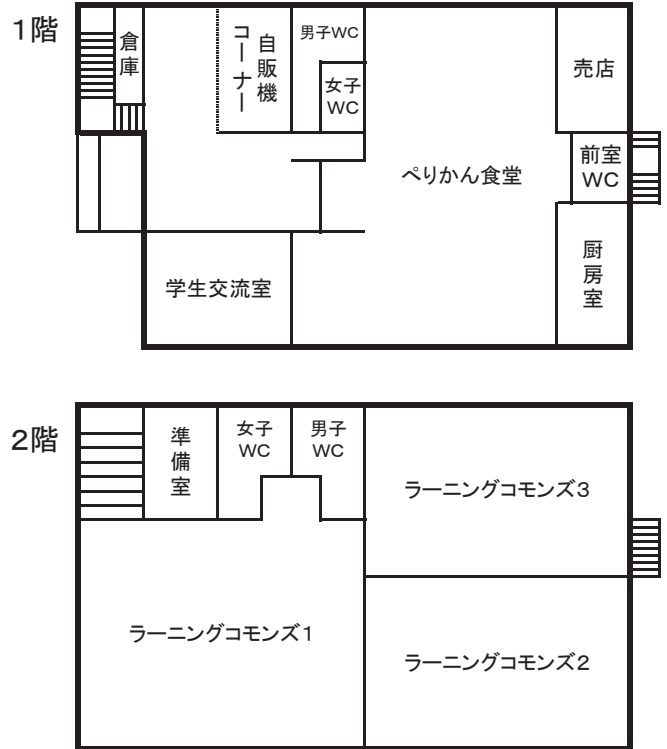 1階
倉庫
自販機
コーナー
男子WC
女子
WC
売店
ぺりかん食堂
前室
WC
学生交流室
厨房室
2階
準備室
女子
WC
男子
WC
ラーニングコモンズ3
ラーニングコモンズ1
ラーニングコモンズ2